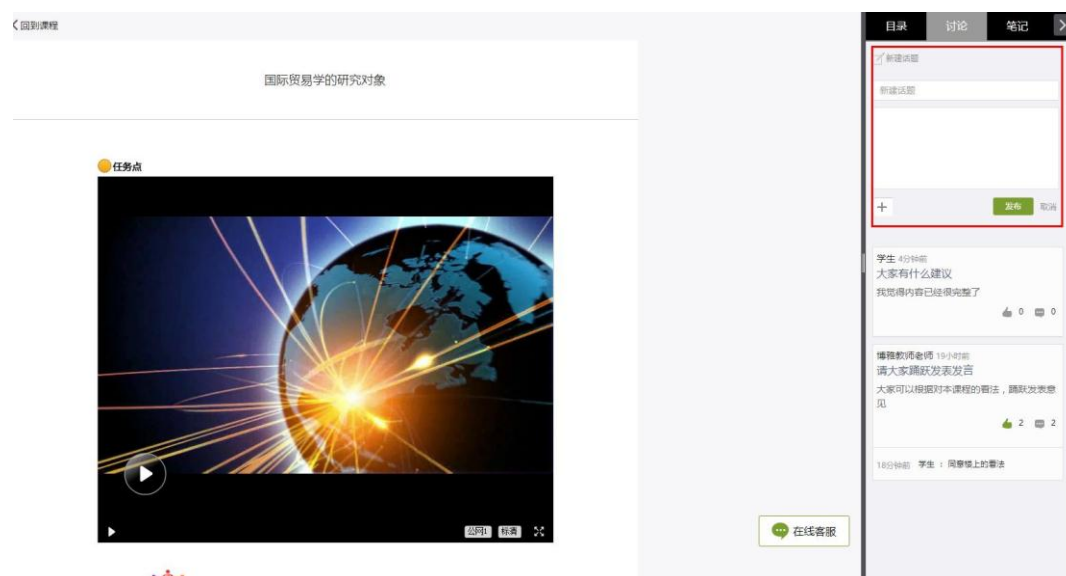 回到课程
国际贸易学的研究对象
任务点
公网1 标清
在线客服
目录 讨论 笔记
新建话题
新建话题
发布 取消
学生 4分钟前
大家有什么建议
我觉得内容已经很完整了
0 0
博雅教师老师 19小时前
请大家踊跃发表发言
大家可以根据对本课程的看法，踊跃发表意
见
2 2
18分钟前 学生 : 同意楼上的看法